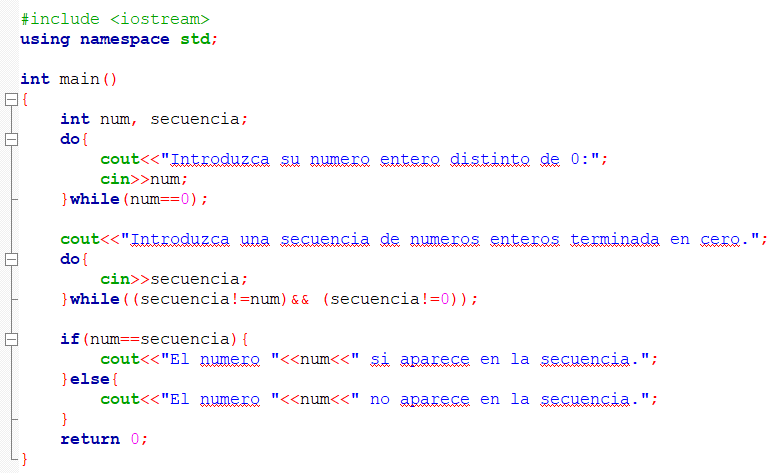 #include <iostream>
using namespace std;
int main()
{
int num, secuencia;
do{
cout<<"Introduzca su numero entero distinto de 0:";
cin>>num;
}while(num==0);
cout<<"Introduzca una secuencia de numeros enteros terminada en cero.";
do{
cin>>secuencia;
}while((secuencia!=num)&& (secuencia!=0));
if(num==secuencia){
cout<<"El numero "<<num<<" si aparece en la secuencia.";
}else{
cout<<"El numero "<<num<<" no aparece en la secuencia.";
}
return 0;
}